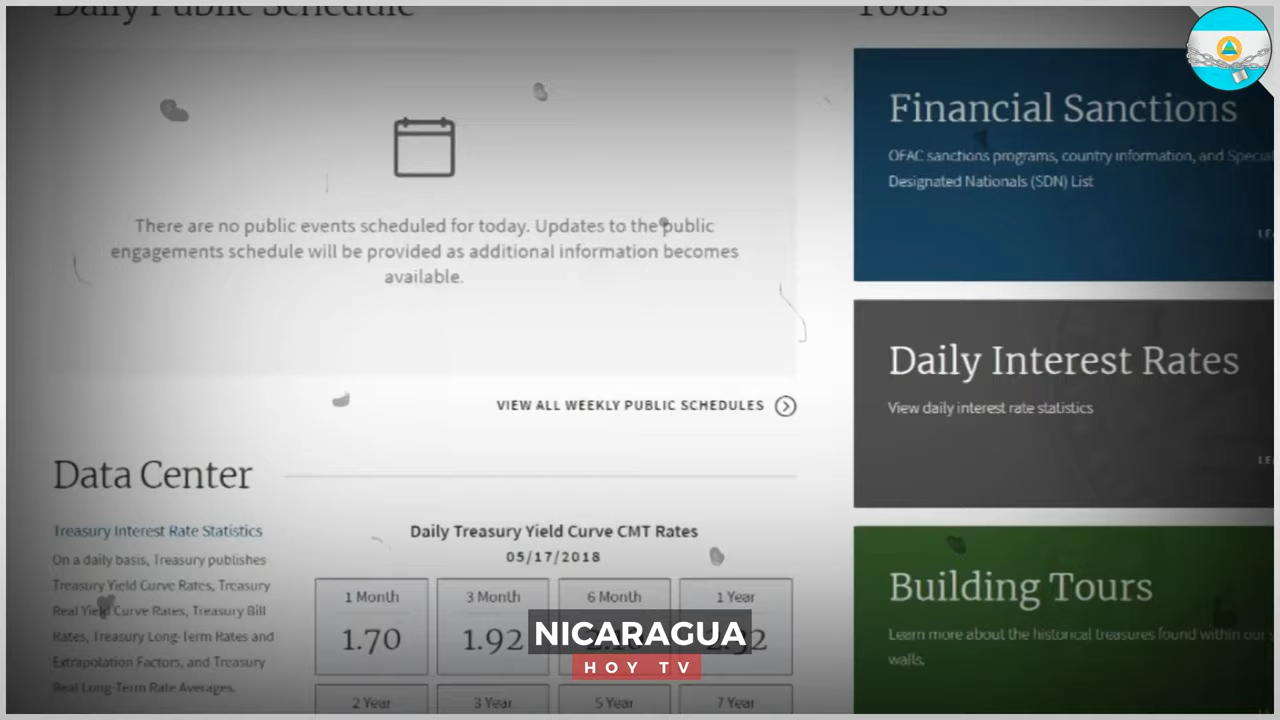 Daily Public Schedule
Tools
There are no public events scheduled for today. Updates to the public
engagements schedule will be provided as additional information becomes
available.
VIEW ALL WEEKLY PUBLIC SCHEDULES
Financial Sanctions
OFAC sanctions programs, country information, and Special
Designated Nationals (SDN) List
Daily Interest Rates
View daily interest rate statistics
Building Tours
Learn more about the historical treasures found within our
walls.
Data Center
Treasury Interest Rate Statistics
On a daily basis, Treasury publishes
Treasury Yield Curve Rates, Treasury
Real Yield Curve Rates, Treasury Bill
Rates, Treasury Long-Term Rates and
Extrapolation Factors, and Treasury
Real Long-Term Rate Averages.
Daily Treasury Yield Curve CMT Rates
05/17/2018
1 Month
3 Month
6 Month
1 Year
1.70
1.92
2 Year
3 Year
5 Year
7 Year
NICARAGUA
HOY TV